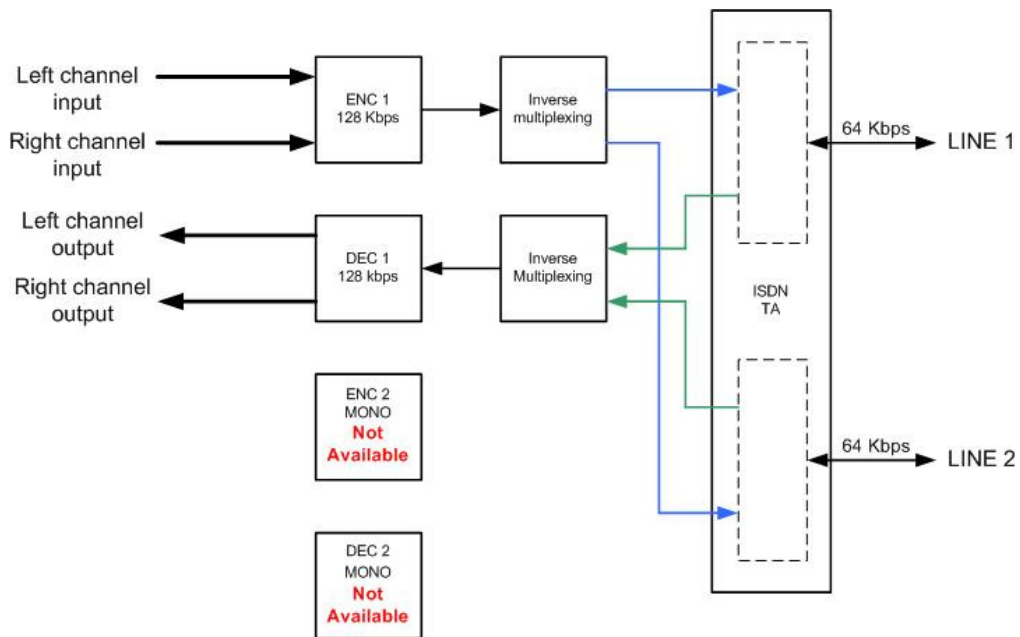 Left channel
input
Right channel
input
ENC 1
128 Kbps
Inverse
multiplexing
64 Kbps
LINE 1
Left channel
output
Right channel
output
DEC 1
128 kbps
Inverse
Multiplexing
ISDN
TA
ENC 2
MONO
Not
Available
64 Kbps
LINE 2
DEC 2
MONO
Not
Available